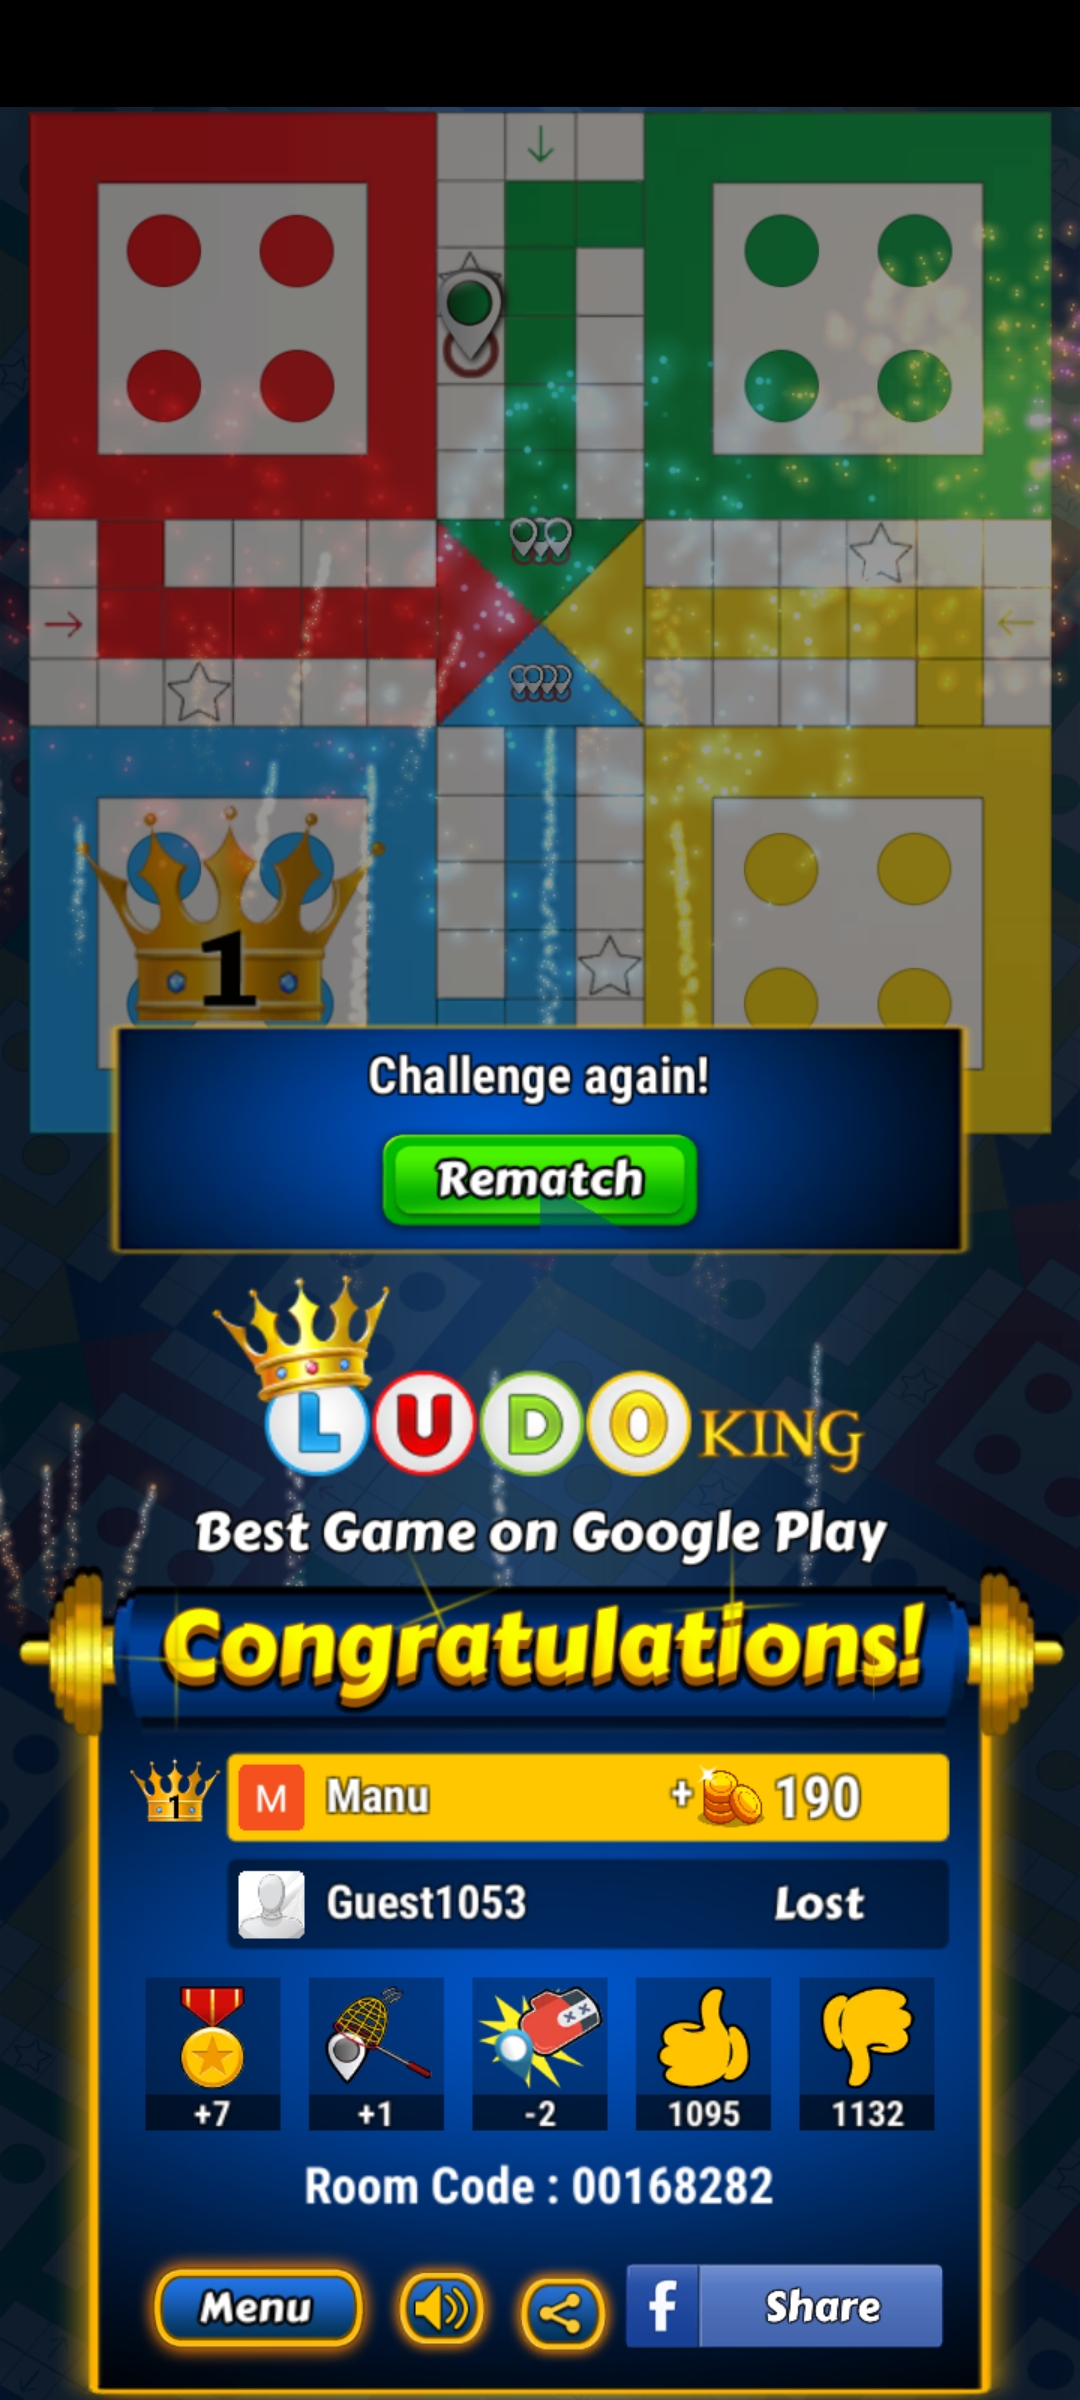 1
Challenge again!
Rematch
LUDO KING
Best Game on Google Play
Congratulations!
1 M Manu + 190
Guest1053 Lost
+7 +1 -2 1095 1132
Room Code : 00168282
Menu f Share